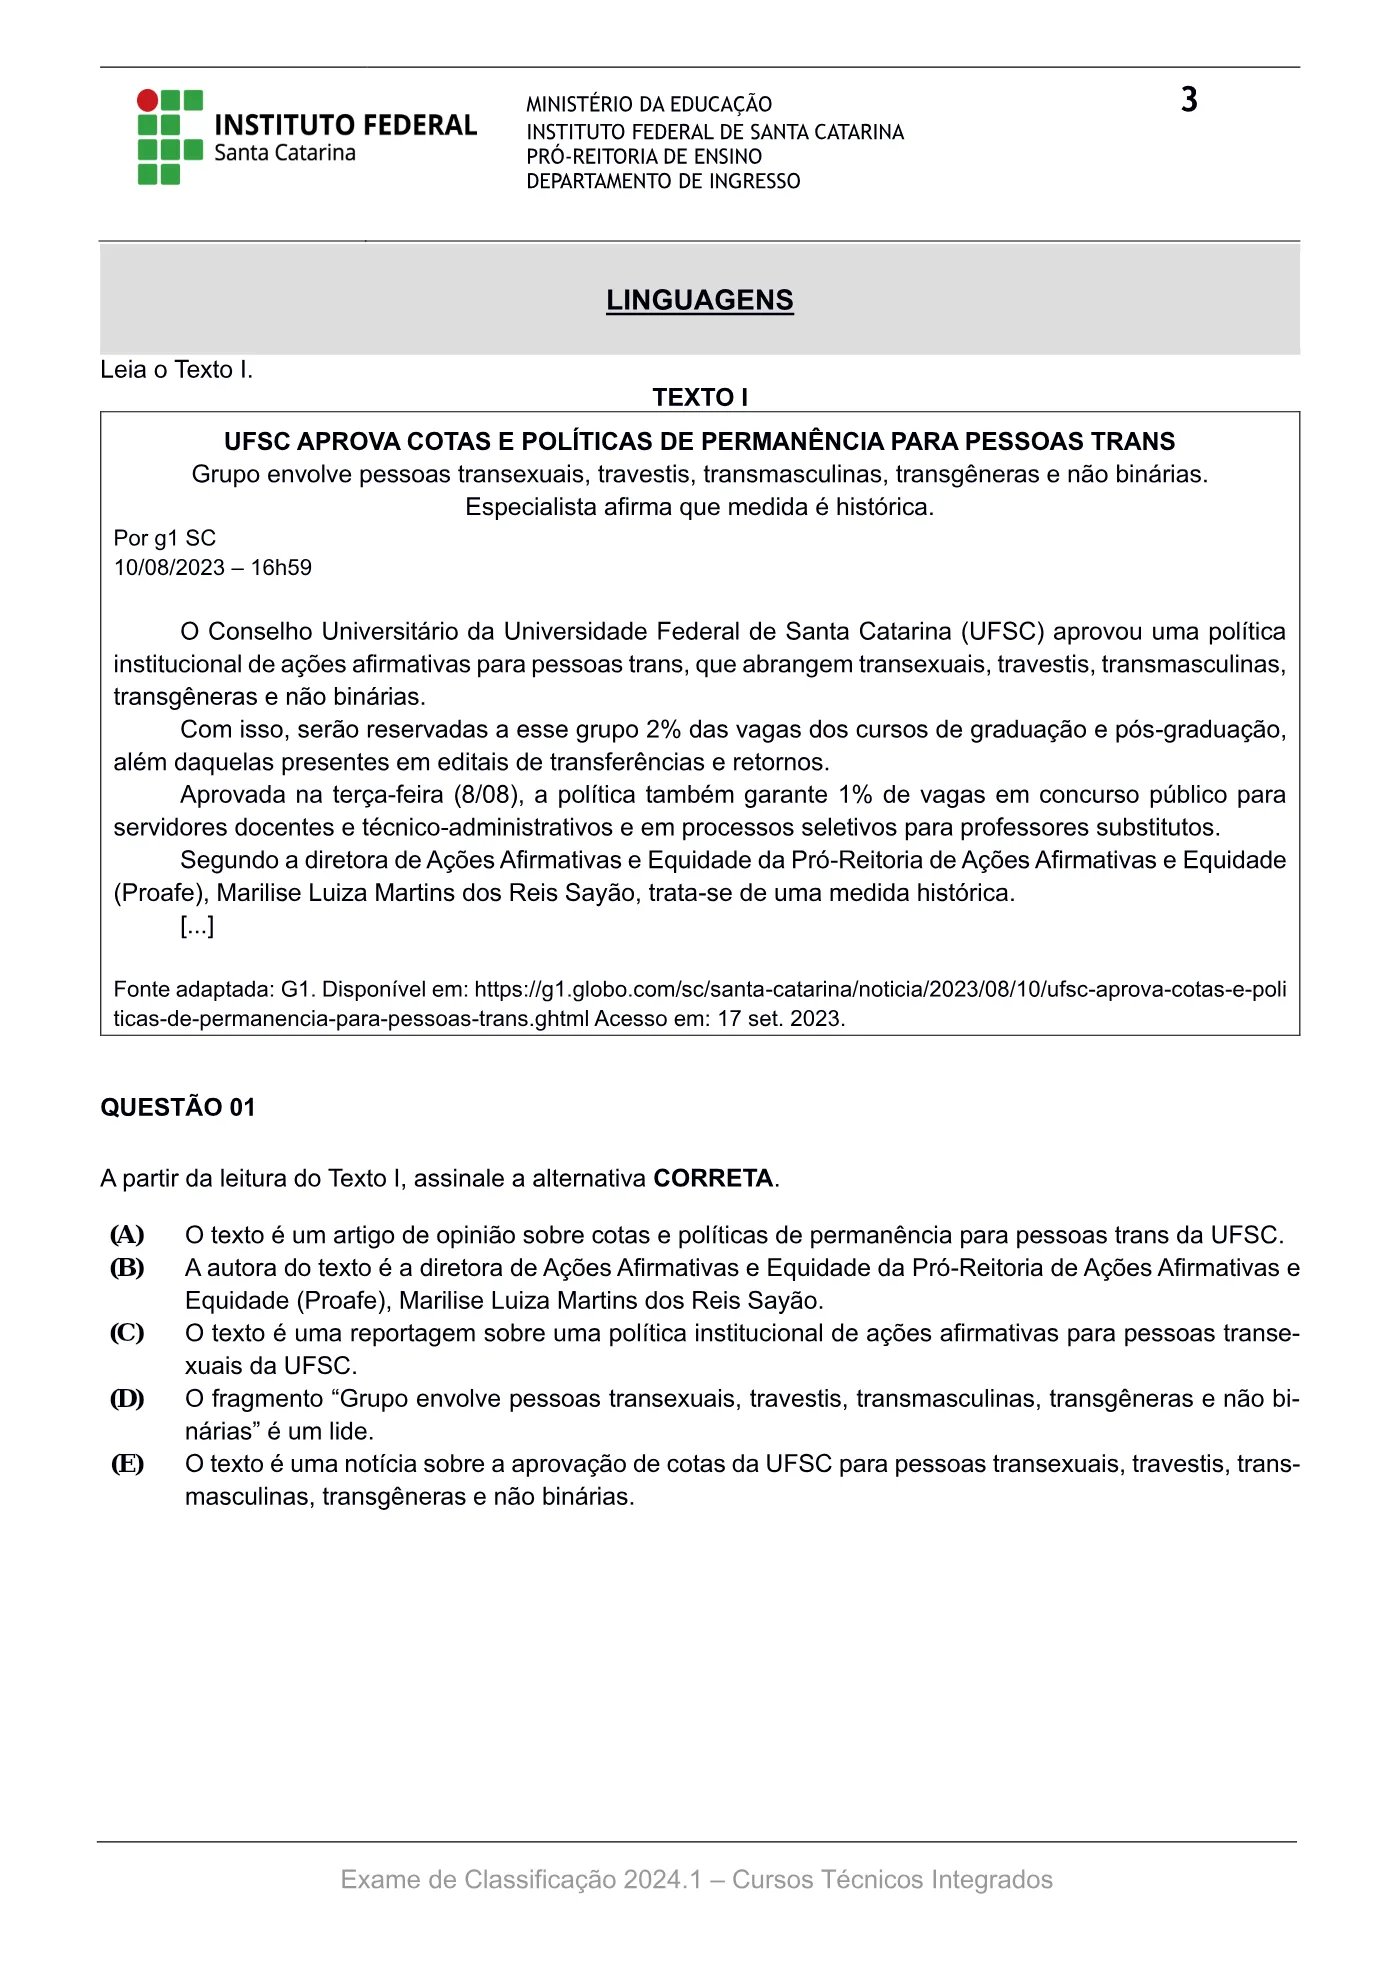 INSTITUTO FEDERAL
Santa Catarina
MINISTÉRIO DA EDUCAÇÃO
INSTITUTO FEDERAL DE SANTA CATARINA
PRÓ-REITORIA DE ENSINO
DEPARTAMENTO DE INGRESSO
3
LINGUAGENS
Leia o Texto I.
TEXTO I
UFSC APROVA COTAS E POLÍTICAS DE PERMANÊNCIA PARA PESSOAS TRANS
Grupo envolve pessoas transexuais, travestis, transmasculinas, transgêneras e não binárias.
Especialista afirma que medida é histórica.
Por g1 SC
10/08/2023 – 16h59
O Conselho Universitário da Universidade Federal de Santa Catarina (UFSC) aprovou uma política
institucional de ações afirmativas para pessoas trans, que abrangem transexuais, travestis, transmasculinas,
transgêneras e não binárias.
Com isso, serão reservadas a esse grupo 2% das vagas dos cursos de graduação e pós-graduação,
além daquelas presentes em editais de transferências e retornos.
Aprovada na terça-feira (8/08), a política também garante 1% de vagas em concurso público para
servidores docentes e técnico-administrativos e em processos seletivos para professores substitutos.
Segundo a diretora de Ações Afirmativas e Equidade da Pró-Reitoria de Ações Afirmativas e Equidade
(Proafe), Marilise Luiza Martins dos Reis Sayão, trata-se de uma medida histórica.
[...]
Fonte adaptada: G1. Disponível em: https://g1.globo.com/sc/santa-catarina/noticia/2023/08/10/ufsc-aprova-cotas-e-poli
ticas-de-permanencia-para-pessoas-trans.ghtml Acesso em: 17 set. 2023.
QUESTÃO 01
A partir da leitura do Texto I, assinale a alternativa CORRETA.
(A) O texto é um artigo de opinião sobre cotas e políticas de permanência para pessoas trans da UFSC.
(B) A autora do texto é a diretora de Ações Afirmativas e Equidade da Pró-Reitoria de Ações Afirmativas e
Equidade (Proafe), Marilise Luiza Martins dos Reis Sayão.
(C) O texto é uma reportagem sobre uma política institucional de ações afirmativas para pessoas transe-
xuais da UFSC.
(D) O fragmento “Grupo envolve pessoas transexuais, travestis, transmasculinas, transgêneras e não bi-
nárias” é um lide.
(E) O texto é uma notícia sobre a aprovação de cotas da UFSC para pessoas transexuais, travestis, trans-
masculinas, transgêneras e não binárias.
Exame de Classificação 2024.1 – Cursos Técnicos Integrados